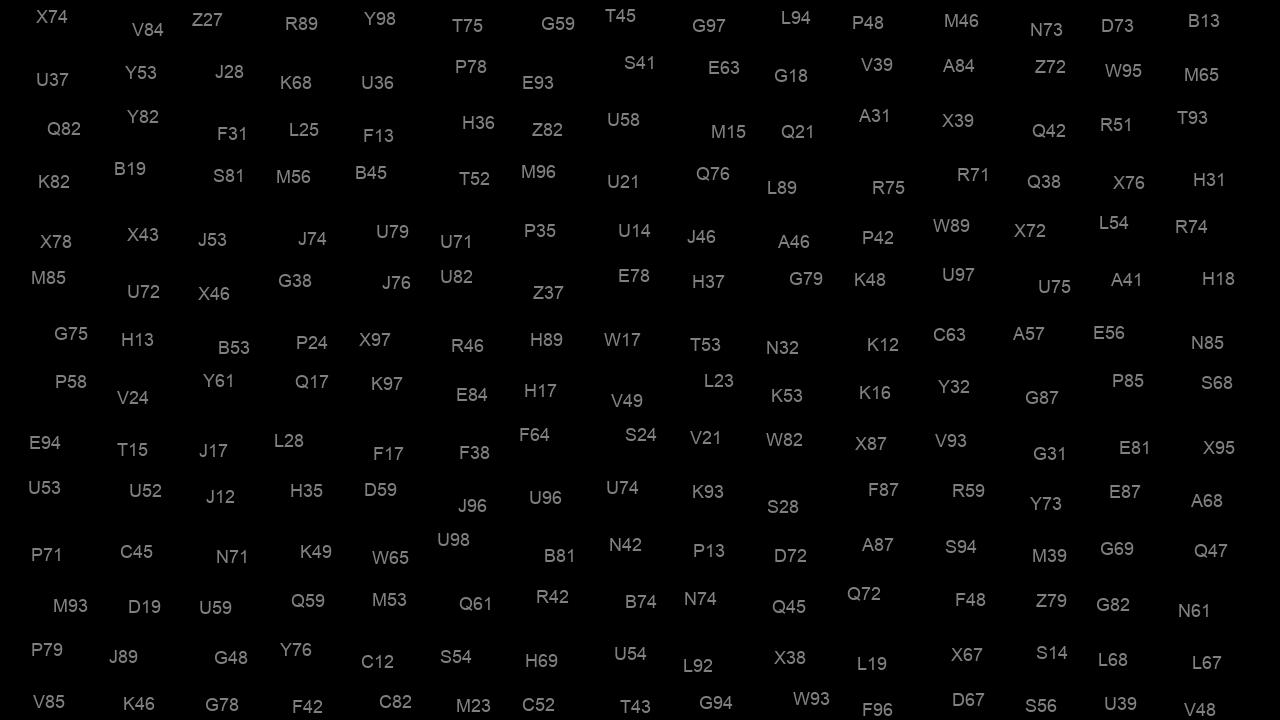 X74 V84 Z27 R89 Y98 T75 G59 T45 G97 L94 P48 M46 N73 D73 B13
U37 Y53 J28 K68 U36 P78 E93 S41 E63 G18 V39 A84 Z72 W95 M65
Q82 Y82 F31 L25 F13 H36 Z82 U58 M15 Q21 A31 X39 Q42 R51 T93
K82 B19 S81 M56 B45 T52 M96 U21 Q76 L89 R75 R71 Q38 X76 H31
X78 X43 J53 J74 U79 U71 P35 U14 J46 A46 P42 W89 X72 L54 R74
M85 U72 X46 G38 J76 U82 Z37 E78 H37 G79 K48 U97 U75 A41 H18
G75 H13 B53 P24 X97 R46 H89 W17 T53 N32 K12 C63 A57 E56 N85
P58 V24 Y61 Q17 K97 E84 H17 V49 L23 K53 K16 Y32 G87 P85 S68
E94 T15 J17 L28 F17 F38 F64 S24 V21 W82 X87 V93 G31 E81 X95
U53 U52 J12 H35 D59 J96 U96 U74 K93 S28 F87 R59 Y73 E87 A68
P71 C45 N71 K49 W65 U98 B81 N42 P13 D72 A87 S94 M39 G69 Q47
M93 D19 U59 Q59 M53 Q61 R42 B74 N74 Q45 Q72 F48 Z79 G82 N61
P79 J89 G48 Y76 C12 S54 H69 U54 L92 X38 L19 X67 S14 L68 L67
V85 K46 G78 F42 C82 M23 C52 T43 G94 W93 F96 D67 S56 U39 V48